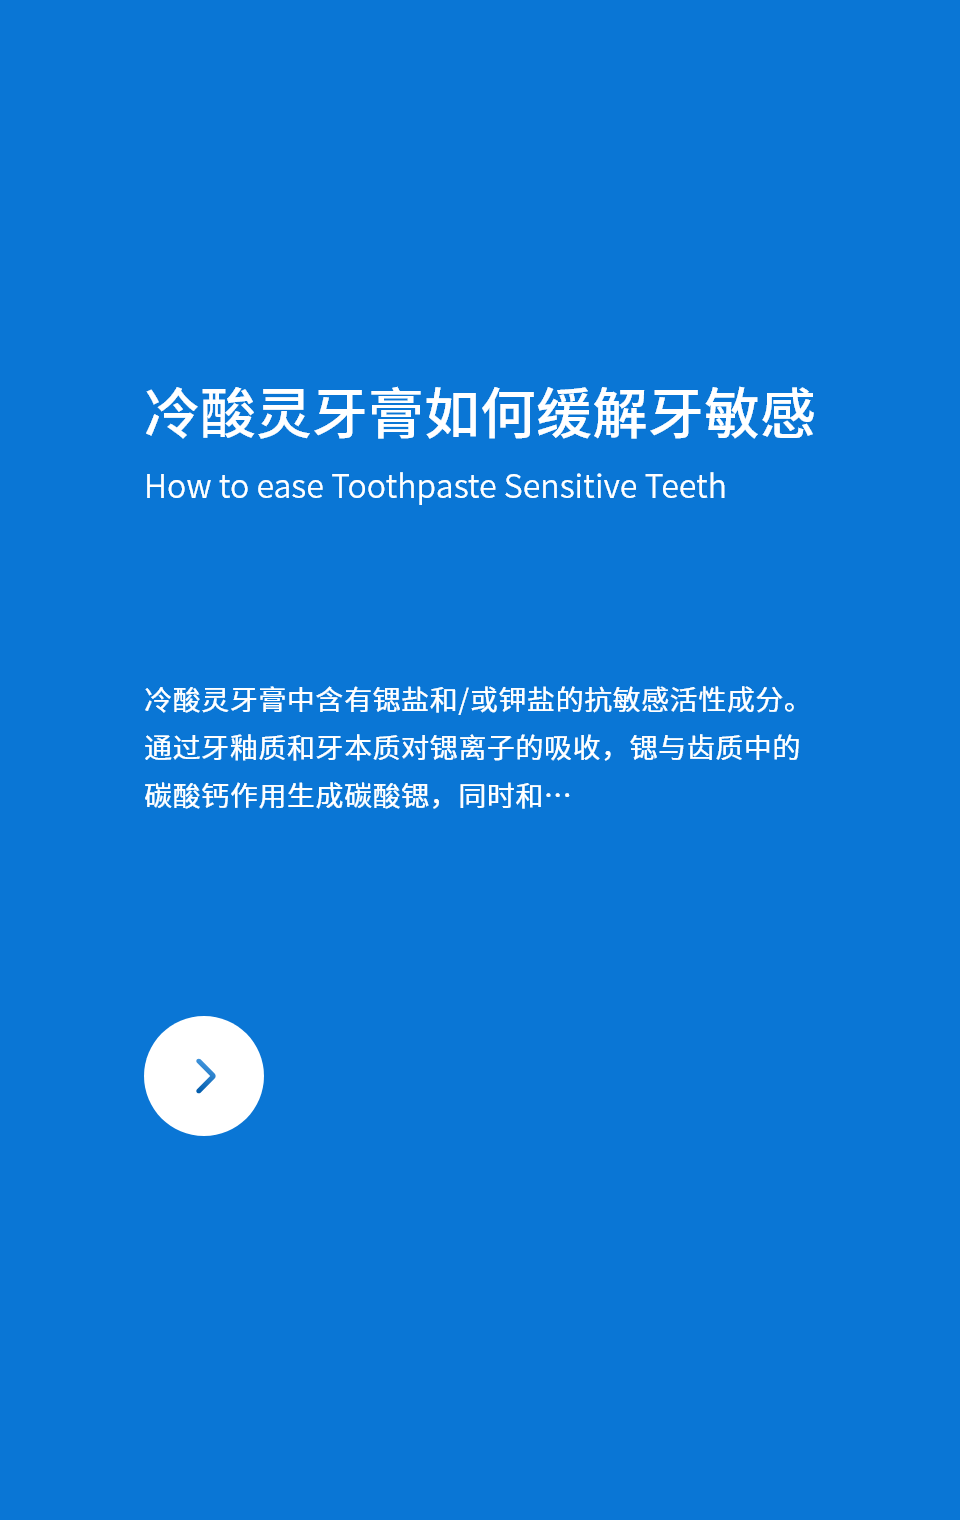 冷酸灵牙膏如何缓解牙敏感
How to ease Toothpaste Sensitive Teeth
冷酸灵牙膏中含有锶盐和/或钾盐的抗敏感活性成分。
通过牙釉质和牙本质对锶离子的吸收，锶与齿质中的
碳酸钙作用生成碳酸锶，同时和…